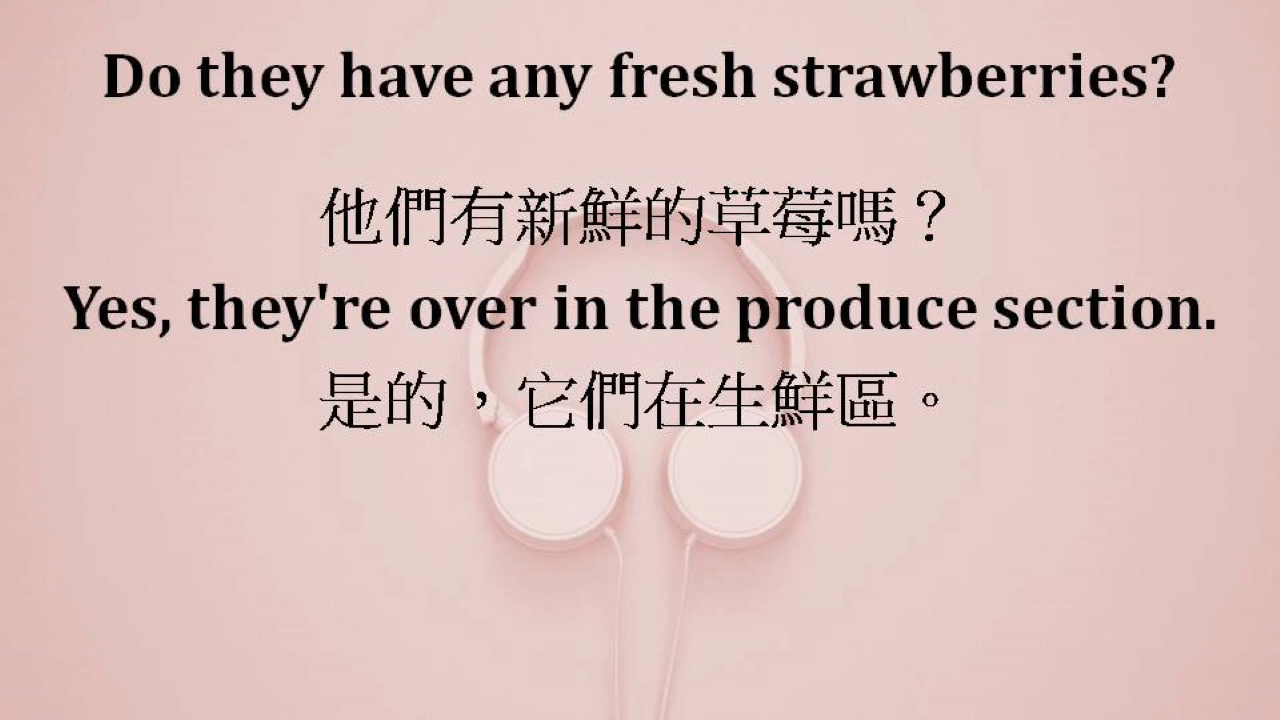 Do they have any fresh strawberries?
他們有新鮮的草莓嗎？
Yes, they're over in the produce section.
是的，它們在生鮮區。